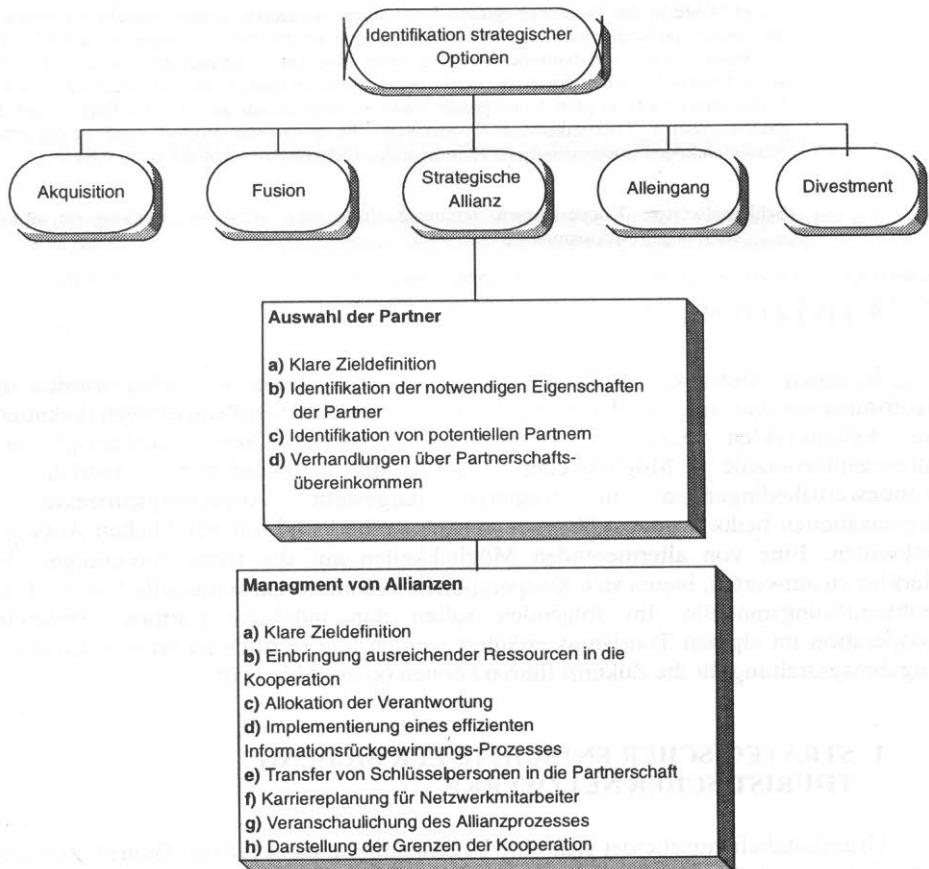 Identifikation strategischer
Optionen
Akquisition
Fusion
Strategische
Allianz
Alleingang
Divestment
Auswahl der Partner
a) Klare Zieldefinition
b) Identifikation der notwendigen Eigenschaften
der Partner
c) Identifikation von potentiellen Partnern
d) Verhandlungen über Partnerschafts-
übereinkommen
Managment von Allianzen
a) Klare Zieldefinition
b) Einbringung ausreichender Ressourcen in die
Kooperation
c) Allokation der Verantwortung
d) Implementierung eines effizienten
Informationsrückgewinnungs-Prozesses
e) Transfer von Schlüsselpersonen in die Partnerschaft
f) Karriereplanung für Netzwerkmitarbeiter
g) Veranschaulichung des Allianzprozesses
h) Darstellung der Grenzen der Kooperation